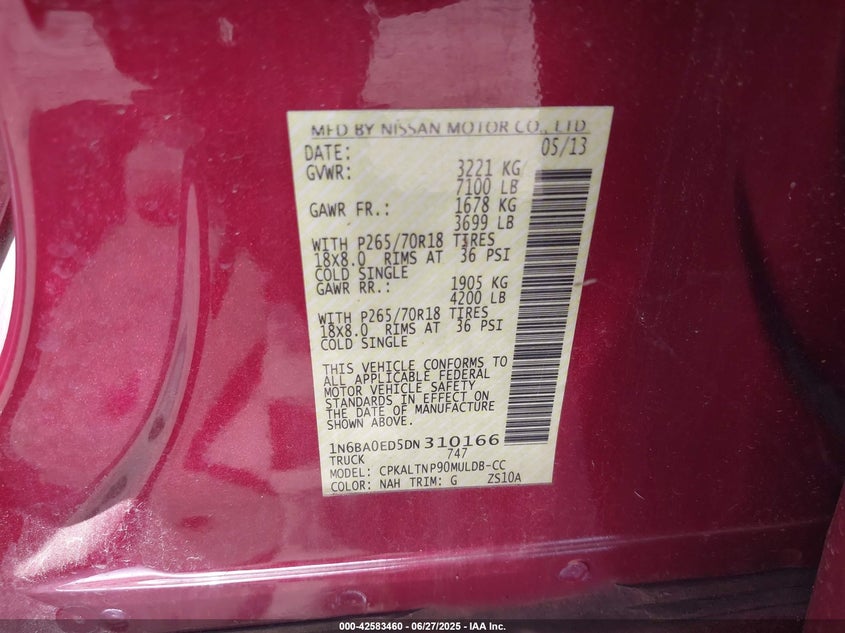 MFD BY NISSAN MOTOR CO., LTD
DATE: 05/13
GVWR: 3221 KG
7100 LB
GAWR FR.: 1678 KG
3699 LB
WITH P265/70R18 TIRES
18X8.0 RIMS AT 36 PSI
COLD SINGLE
GAWR RR.: 1905 KG
4200 LB
WITH P265/70R18 TIRES
18X8.0 RIMS AT 36 PSI
COLD SINGLE
THIS VEHICLE CONFORMS TO
ALL APPLICABLE FEDERAL
MOTOR VEHICLE SAFETY
STANDARDS IN EFFECT ON
THE DATE OF MANUFACTURE
SHOWN ABOVE.
1N6BA0ED5DN310166
TRUCK 747
MODEL: CPKALTNP90MULDB-CC
COLOR: NAH TRIM: G ZS10A
000-42583460 - 06/27/2025 - IAA Inc.